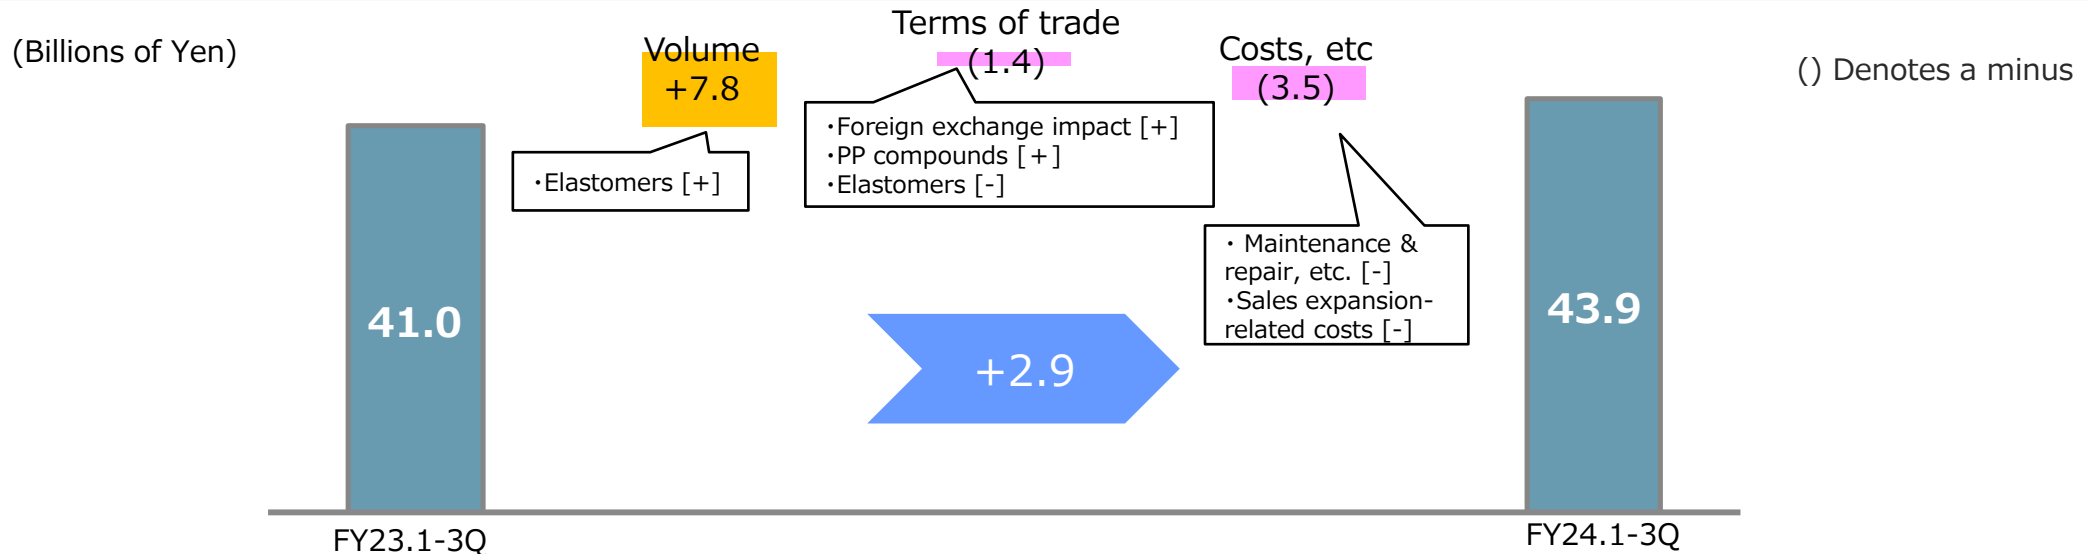 (Billions of Yen)
Volume
+7.8
Terms of trade
(1.4)
Costs, etc
(3.5)
() Denotes a minus
・Elastomers [+]
・Foreign exchange impact [+]
・PP compounds [+]
・Elastomers [-]
・ Maintenance &
repair, etc. [-]
・Sales expansion-
related costs [-]
41.0
+2.9
43.9
FY23.1-3Q
FY24.1-3Q